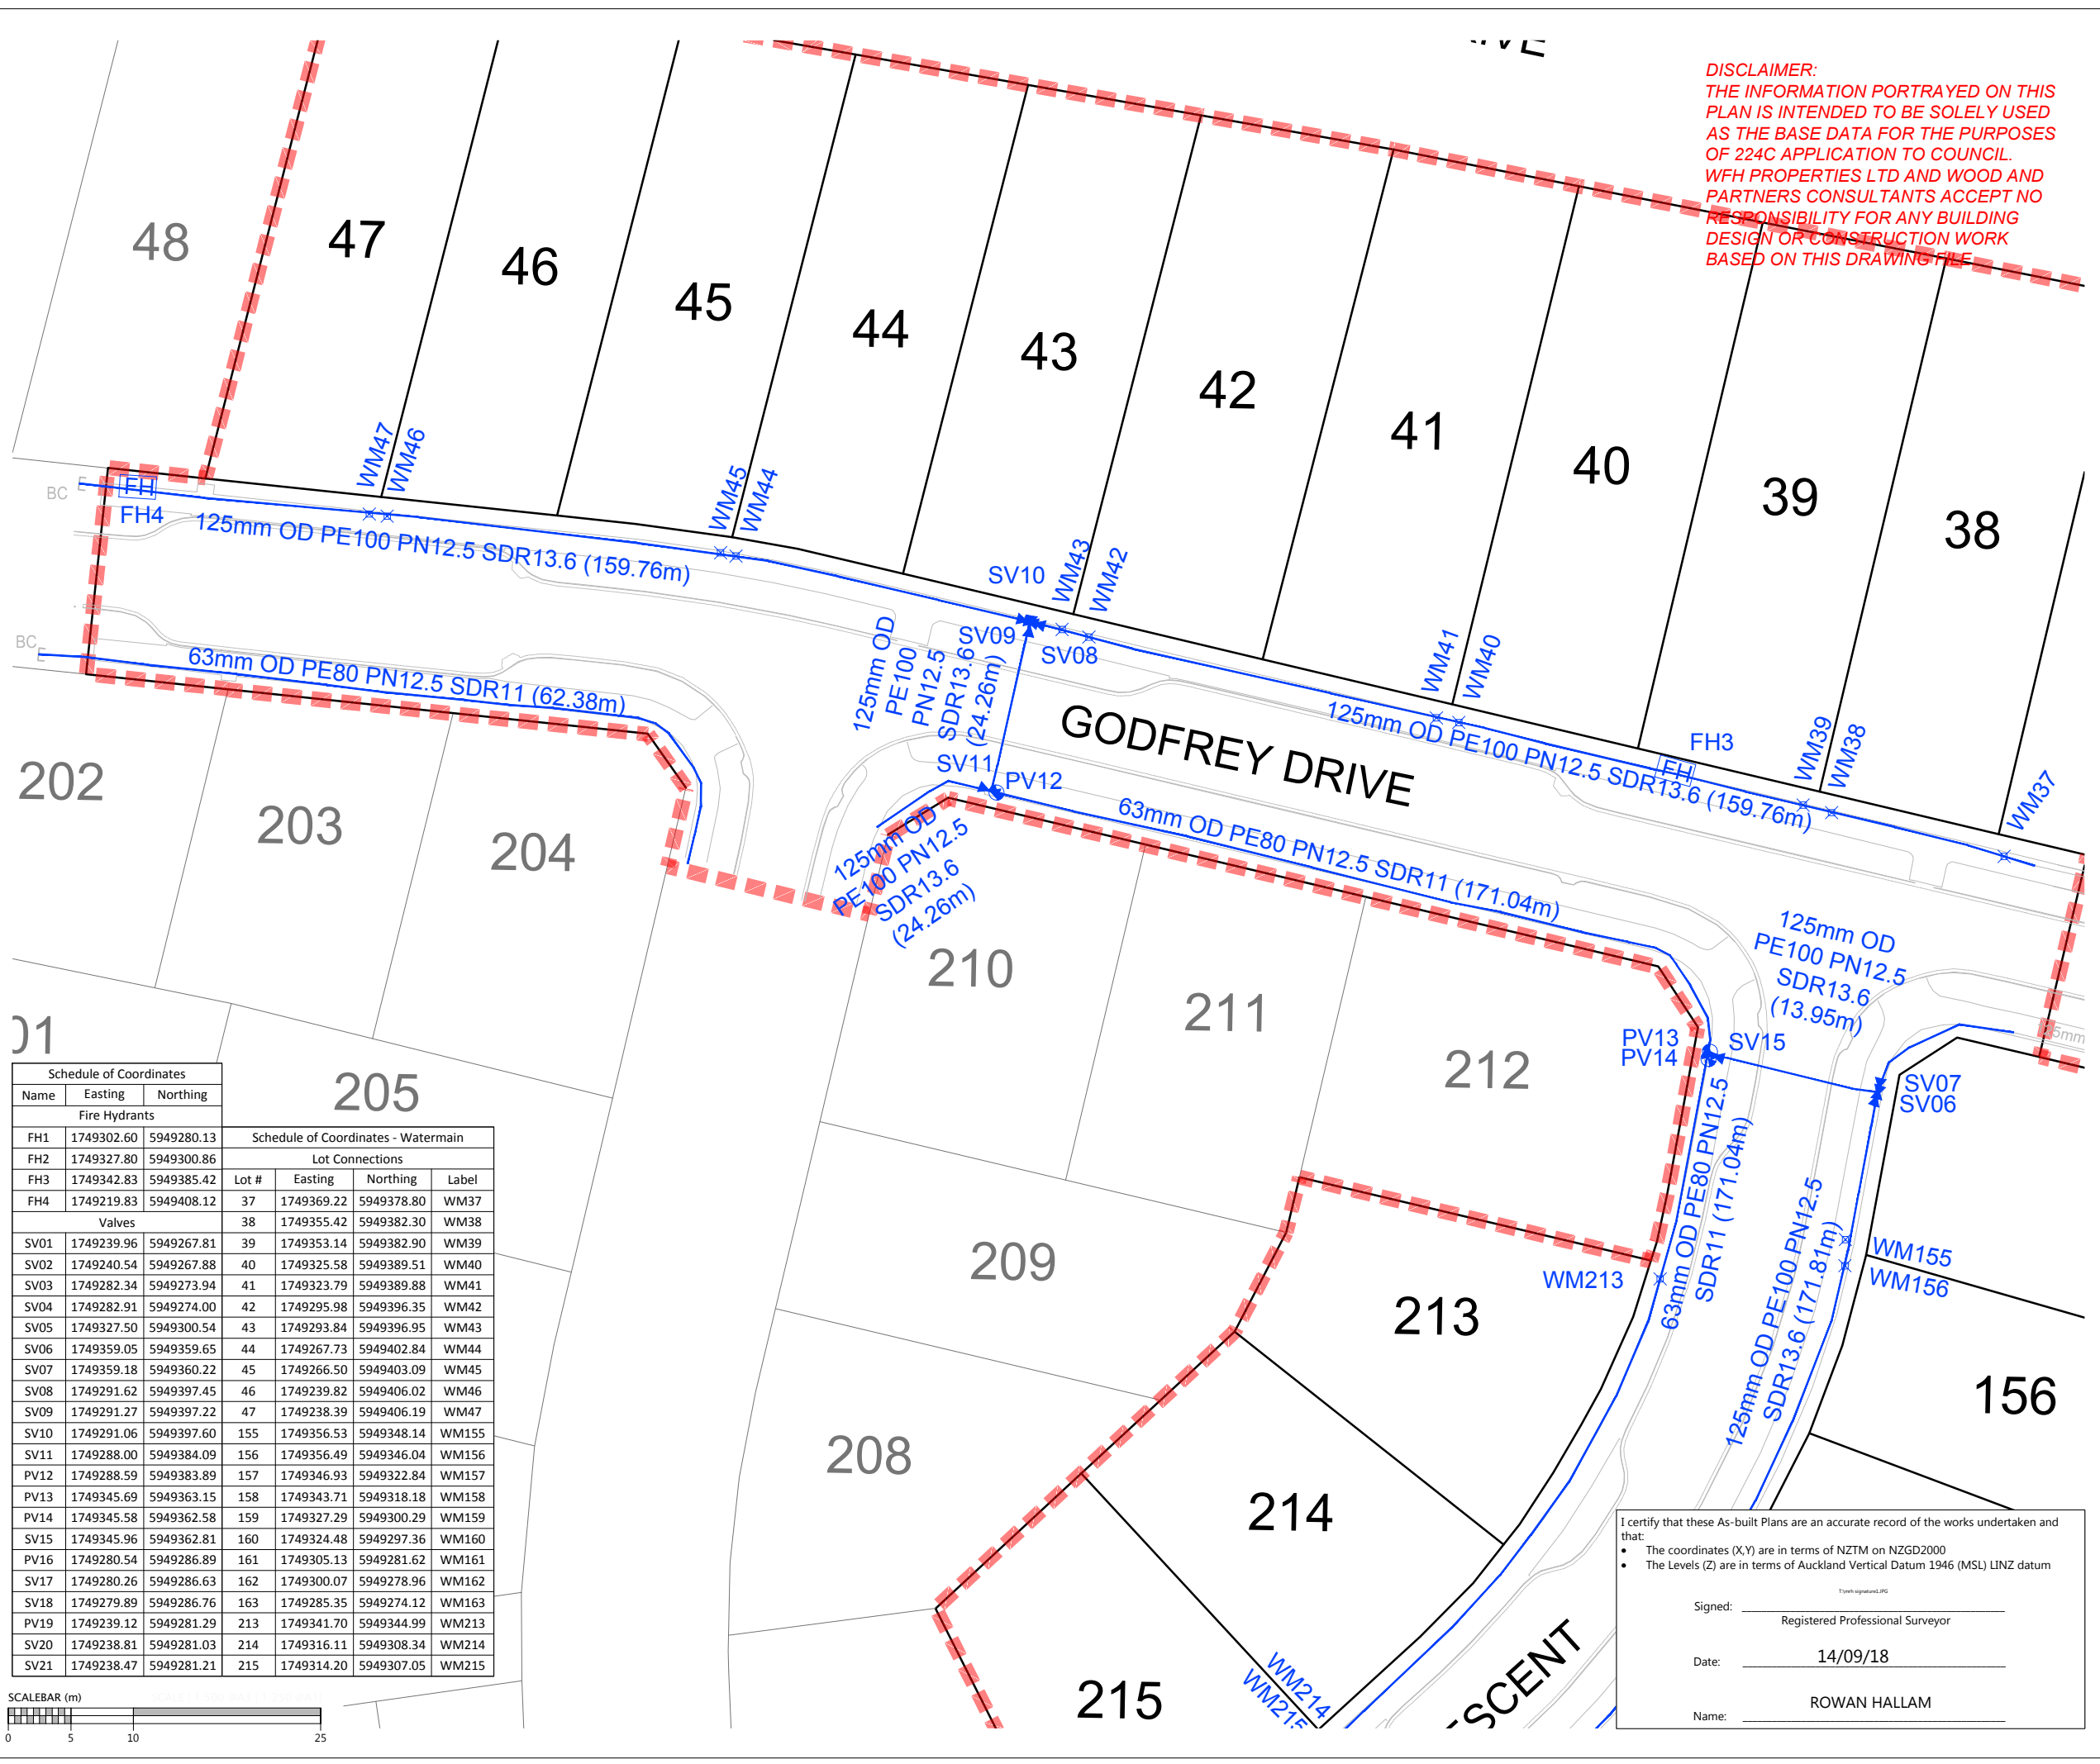 DISCLAIMER:
THE INFORMATION PORTRAYED ON THIS
PLAN IS INTENDED TO BE SOLELY USED
AS THE BASE DATA FOR THE PURPOSES
OF 224C APPLICATION TO COUNCIL.
WFH PROPERTIES LTD AND WOOD AND
PARTNERS CONSULTANTS ACCEPT NO
RESPONSIBILITY FOR ANY BUILDING
DESIGN OR CONSTRUCTION WORK
BASED ON THIS DRAWING FILE
48
47
46
45
44
43
42
41
40
39
38
WM47
WM46
WM45
WM44
WM43
WM42
WM41
WM40
WM39
WM38
WM37
BC E
FH
FH4
125mm OD PE100 PN12.5 SDR13.6 (159.76m)
SV10
SV09
SV08
BC
E
63mm OD PE80 PN12.5 SDR11 (62.38m)
125mm OD
PE100
PN12.5
SDR13.6
(24.26m)
GODFREY DRIVE
125mm OD PE100 PN12.5 SDR13.6 (159.76m)
FH3
FH
SV11
PV12
63mm OD PE80 PN12.5 SDR11 (171.04m)
125mm OD
PE100 PN12.5
SDR13.6
(24.26m)
125mm OD
PE100 PN12.5
SDR13.6
(13.95m)
202
203
204
210
211
212
01
205
PV13
PV14
SV15
SV07
SV06
5mm
63mm OD PE80 PN12.5
SDR11 (171.04m)
125mm OD PE100 PN12.5
SDR13.6 (171.81m)
WM155
WM156
WM213
209
213
156
208
214
215
WM214
WM215
SCENT
Schedule of Coordinates
Name Easting Northing
Fire Hydrants
FH1 1749302.60 5949280.13
FH2 1749327.80 5949300.86
FH3 1749342.83 5949385.42
FH4 1749219.83 5949408.12
Valves
SV01 1749239.96 5949267.81
SV02 1749240.54 5949267.88
SV03 1749282.34 5949273.94
SV04 1749282.91 5949274.00
SV05 1749327.50 5949300.54
SV06 1749359.05 5949359.65
SV07 1749359.18 5949360.22
SV08 1749291.62 5949397.45
SV09 1749291.27 5949397.22
SV10 1749291.06 5949397.60
SV11 1749288.00 5949384.09
PV12 1749288.59 5949383.89
PV13 1749345.69 5949363.15
PV14 1749345.58 5949362.58
SV15 1749345.96 5949362.81
PV16 1749280.54 5949286.89
SV17 1749280.26 5949286.63
SV18 1749279.89 5949286.76
PV19 1749239.12 5949281.29
SV20 1749238.81 5949281.03
SV21 1749238.47 5949281.21
Schedule of Coordinates - Watermain
Lot Connections
Lot # Easting Northing Label
37 1749369.22 5949378.80 WM37
38 1749355.42 5949382.30 WM38
39 1749353.14 5949382.90 WM39
40 1749325.58 5949389.51 WM40
41 1749323.79 5949389.88 WM41
42 1749295.98 5949396.35 WM42
43 1749293.84 5949396.95 WM43
44 1749267.73 5949402.84 WM44
45 1749266.50 5949403.09 WM45
46 1749239.82 5949406.02 WM46
47 1749238.39 5949406.19 WM47
155 1749356.53 5949348.14 WM155
156 1749356.49 5949346.04 WM156
157 1749346.93 5949322.84 WM157
158 1749343.71 5949318.18 WM158
159 1749327.29 5949300.29 WM159
160 1749324.48 5949297.36 WM160
161 1749305.13 5949281.62 WM161
162 1749300.07 5949278.96 WM162
163 1749285.35 5949274.12 WM163
213 1749341.70 5949344.99 WM213
214 1749316.11 5949308.34 WM214
215 1749314.20 5949307.05 WM215
SCALEBAR (m)
0 5 10 25
I certify that these As-built Plans are an accurate record of the works undertaken and
that:
• The coordinates (X,Y) are in terms of NZTM on NZGD2000
• The Levels (Z) are in terms of Auckland Vertical Datum 1946 (MSL) LINZ datum
Signed:
Registered Professional Surveyor
Date: 14/09/18
ROWAN HALLAM
Name: